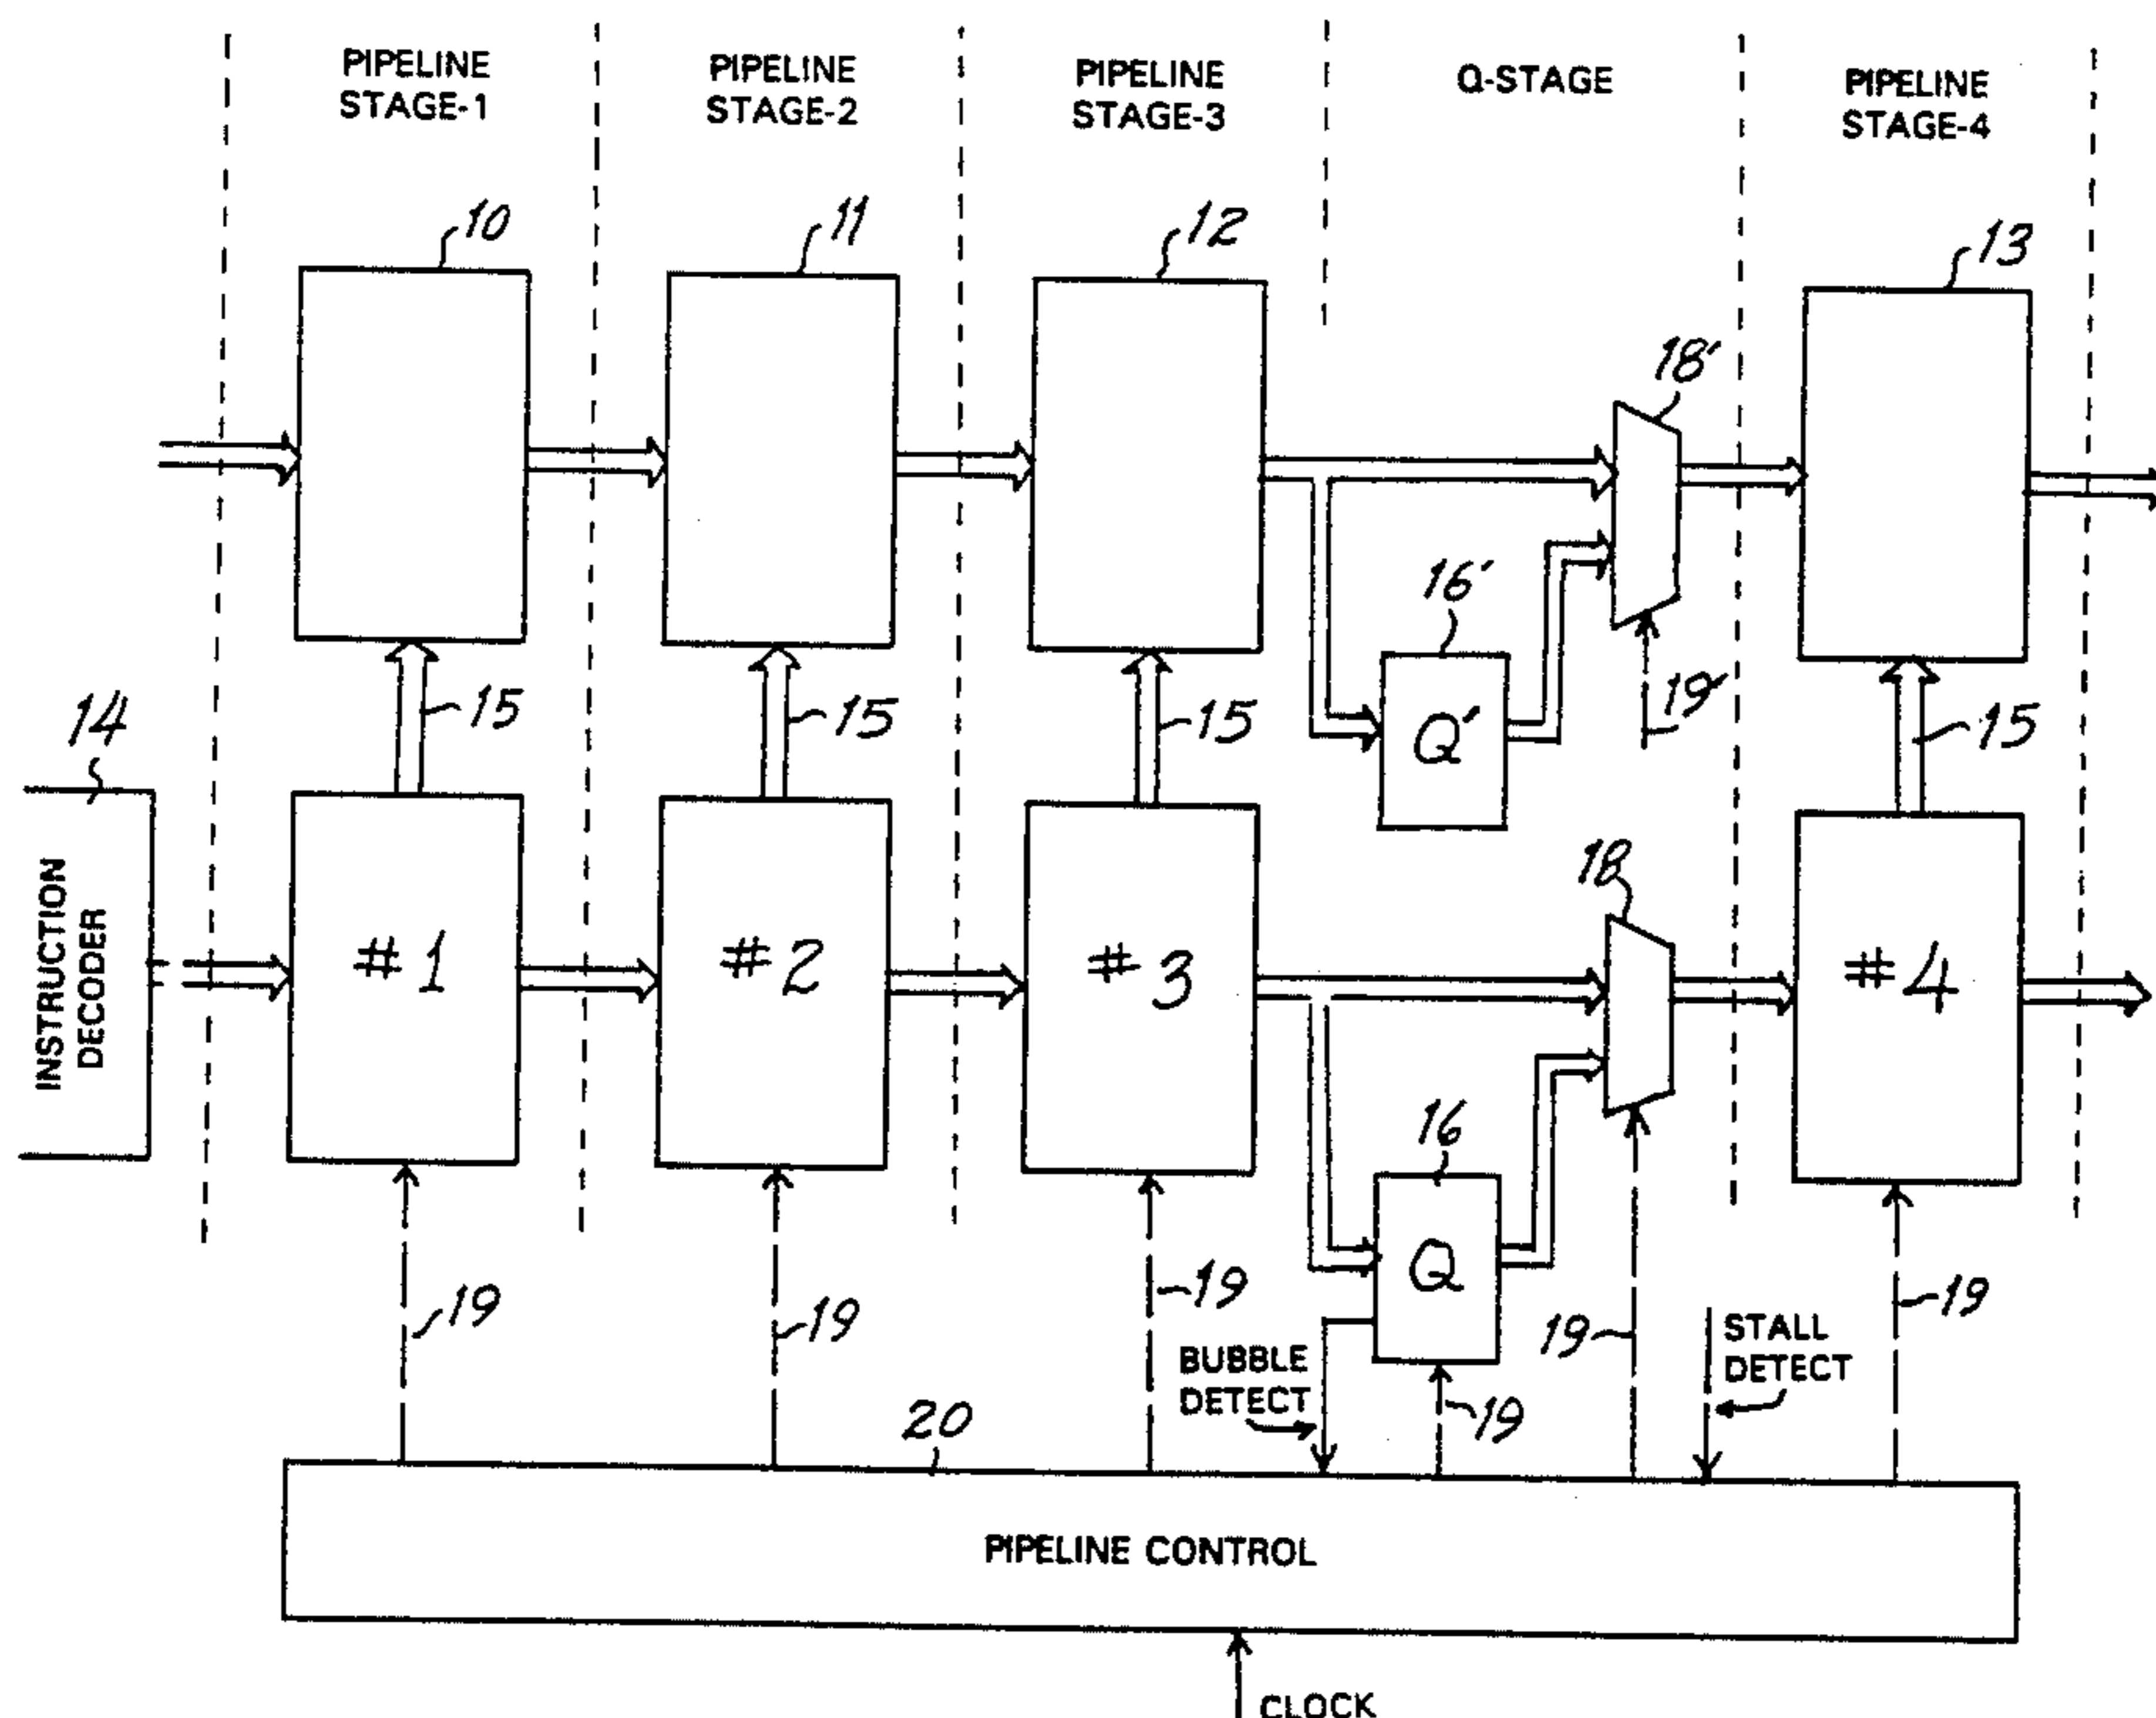 PIPELINE
STAGE-1
PIPELINE
STAGE-2
PIPELINE
STAGE-3
Q-STAGE
PIPELINE
STAGE-4
10
11
12
13
18'
16'
Q'
19'
14
15
15
15
15
INSTRUCTION
DECODER
#1
#2
#3
#4
18
16
Q
19
19
19
19
19
19
BUBBLE
DETECT
STALL
DETECT
20
PIPELINE CONTROL
CLOCK